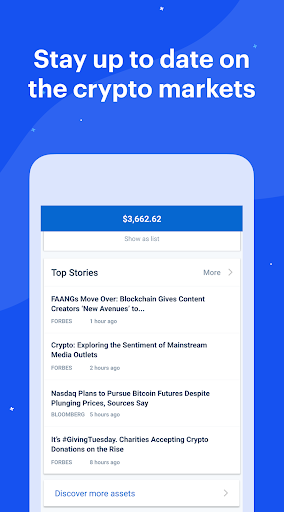 Stay up to date on
the crypto markets
$3,662.62
Show as list
Top Stories
More
FAANGs Move Over: Blockchain Gives Content
Creators 'New Avenues' to...
FORBES 1 hour ago
Crypto: Exploring the Sentiment of Mainstream
Media Outlets
FORBES 2 hours ago
Nasdaq Plans to Pursue Bitcoin Futures Despite
Plunging Prices, Sources Say
BLOOMBERG 5 hours ago
It's #GivingTuesday. Charities Accepting Crypto
Donations on the Rise
FORBES 8 hours ago
Discover more assets